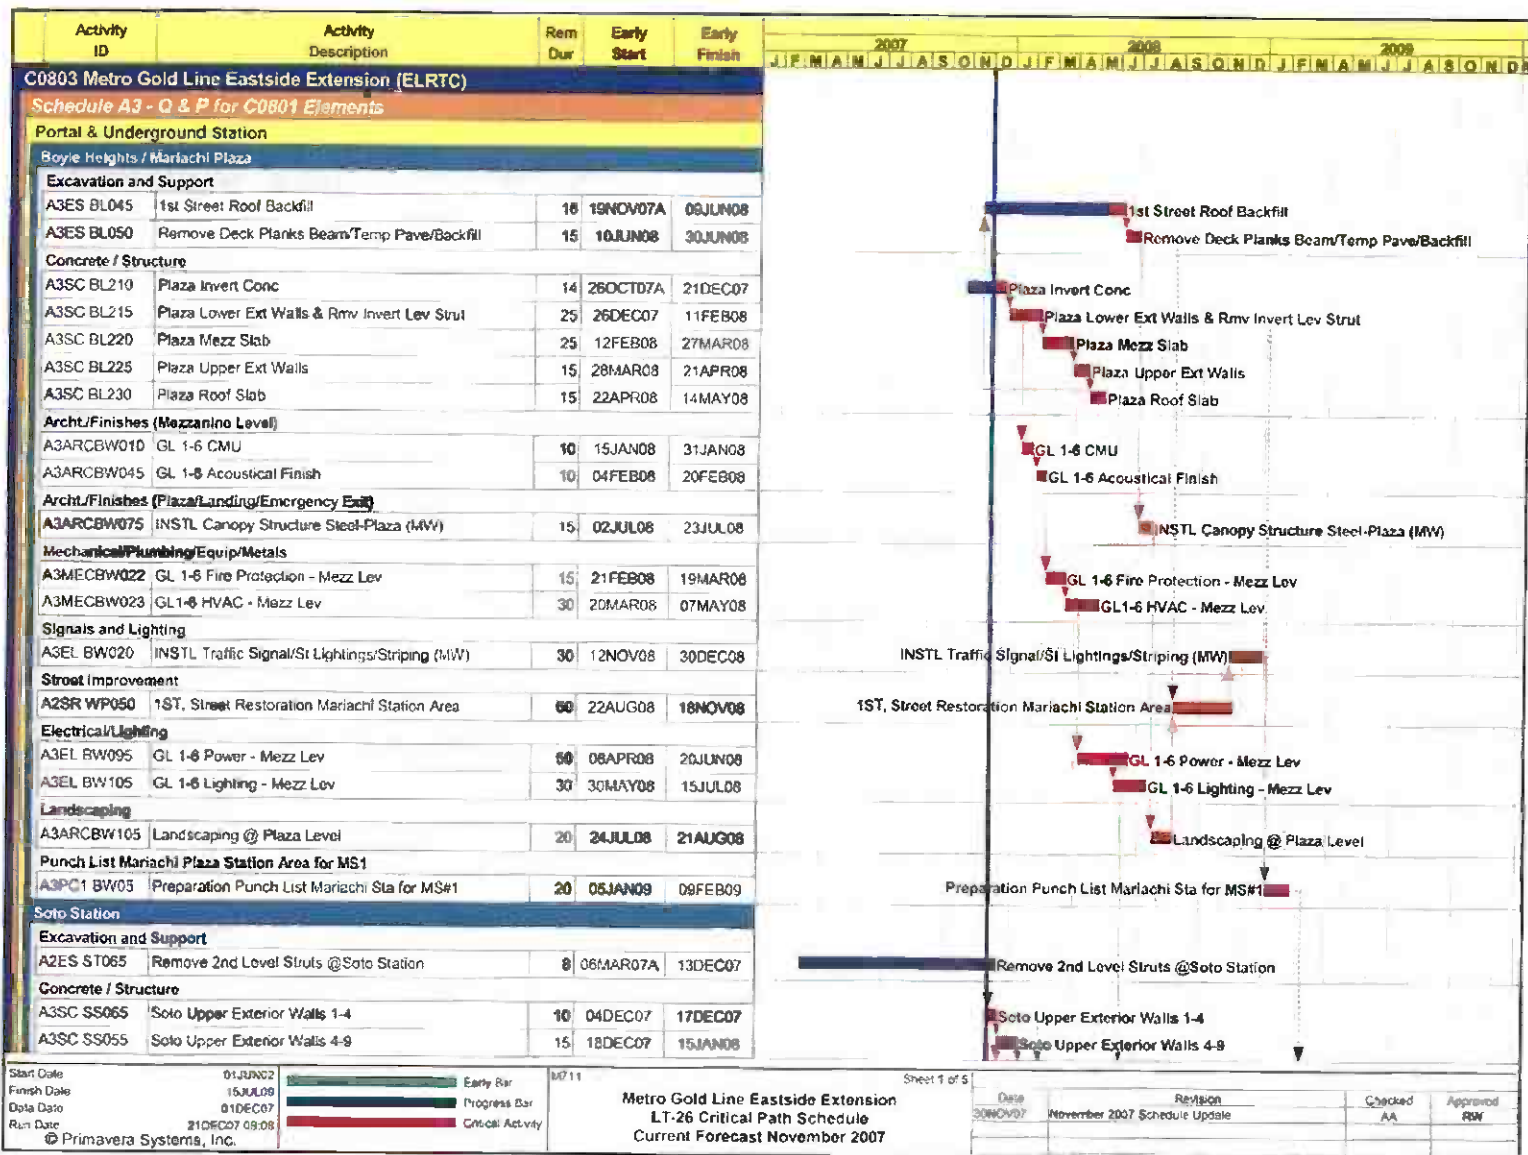 Activity ID Activity Description Rem Dur Early Start Early Finish 2007 2008 2009
J F M A M J J A S O N D J F M A M J J A S O N D J F M A M J J A S O N D
C0803 Metro Gold Line Eastside Extension (ELRTC)
Schedule A3 - Q & P for C0801 Elements
Portal & Underground Station
Boyle Heights / Mariachi Plaza
Excavation and Support
A3ES BL045 1st Street Roof Backfill 16 19NOV07A 09JUN08 1st Street Roof Backfill
A3ES BL050 Remove Deck Planks Beam/Temp Pave/Backfill 15 10JUN08 30JUN08 Remove Deck Planks Beam/Temp Pave/Backfill
Concrete / Structure
A3SC BL210 Plaza Invert Conc 14 26OCT07A 21DEC07 Plaza Invert Conc
A3SC BL215 Plaza Lower Ext Walls & Rmv Invert Lev Strut 25 26DEC07 11FEB08 Plaza Lower Ext Walls & Rmv Invert Lev Strut
A3SC BL220 Plaza Mezz Slab 25 12FEB08 27MAR08 Plaza Mezz Slab
A3SC BL225 Plaza Upper Ext Walls 15 28MAR08 21APR08 Plaza Upper Ext Walls
A3SC BL230 Plaza Roof Slab 15 22APR08 14MAY08 Plaza Roof Slab
Archt./Finishes (Mezzanino Level)
A3ARCBW010 GL 1-6 CMU 10 15JAN08 31JAN08 GL 1-6 CMU
A3ARCBW045 GL 1-6 Acoustical Finish 10 04FEB08 20FEB08 GL 1-6 Acoustical Finish
Archt./Finishes (Plaza/Landing/Emergency Exit)
A3ARCBW075 INSTL Canopy Structure Steel-Plaza (MW) 15 02JUL08 23JUL08 INSTL Canopy Structure Steel-Plaza (MW)
Mechanical/Plumbing/Equip/Metals
A3MECBW022 GL 1-6 Fire Protection - Mezz Lev 15 21FEB08 19MAR08 GL 1-6 Fire Protection - Mezz Lev
A3MECBW023 GL1-6 HVAC - Mezz Lev 30 20MAR08 07MAY08 GL1-6 HVAC - Mezz Lev
Signals and Lighting
A3EL BW020 INSTL Traffic Signal/St Lightings/Striping (MW) 30 12NOV08 30DEC08 INSTL Traffic Signal/St Lightings/Striping (MW)
Street Improvement
A2SR WP050 1ST, Street Restoration Mariachi Station Area 60 22AUG08 18NOV08 1ST, Street Restoration Mariachi Station Area
Electrical/Lighting
A3EL BW095 GL 1-6 Power - Mezz Lev 50 08APR08 20JUN08 GL 1-6 Power - Mezz Lev
A3EL BW105 GL 1-6 Lighting - Mezz Lev 30 30MAY08 15JUL08 GL 1-6 Lighting - Mezz Lev
Landscaping
A3ARCBW105 Landscaping @ Plaza Level 20 24JUL08 21AUG08 Landscaping @ Plaza Level
Punch List Mariachi Plaza Station Area for MS1
A3PC1 BW05 Preparation Punch List Mariachi Sta for MS#1 20 05JAN09 09FEB09 Preparation Punch List Mariachi Sta for MS#1
Soto Station
Excavation and Support
A2ES ST065 Remove 2nd Level Struts @Soto Station 8 06MAR07A 13DEC07 Remove 2nd Level Struts @Soto Station
Concrete / Structure
A3SC SS065 Soto Upper Exterior Walls 1-4 10 04DEC07 17DEC07 Soto Upper Exterior Walls 1-4
A3SC SS055 Soto Upper Exterior Walls 4-9 15 18DEC07 15JAN08 Soto Upper Exterior Walls 4-9
Start Date 01JUN02
Finish Date 15JUL09
Data Date 01DEC07
Run Date 21DEC07 09:08
© Primavera Systems, Inc.
Early Bar
Progress Bar
Critical Activity
M711
Sheet 1 of 5
Metro Gold Line Eastside Extension
LT-26 Critical Path Schedule
Current Forecast November 2007
Date Revision Checked Approved
30NOV07 November 2007 Schedule Update AA RW